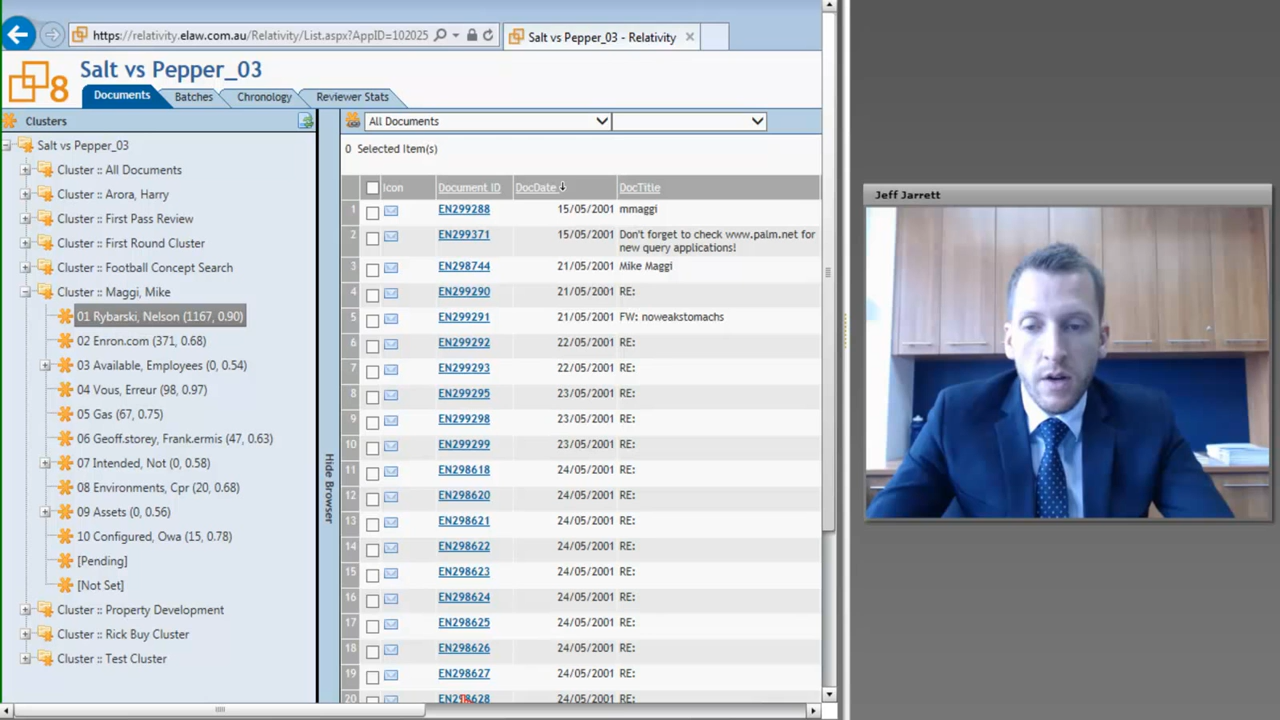 https://relativity.elaw.com.au/Relativity/List.aspx?AppID=102025
Salt vs Pepper_03 - Relativity
8
Salt vs Pepper_03
Documents
Batches
Chronology
Reviewer Stats
Clusters
Salt vs Pepper_03
Cluster :: All Documents
Cluster :: Arora, Harry
Cluster :: First Pass Review
Cluster :: First Round Cluster
Cluster :: Football Concept Search
Cluster :: Maggi, Mike
01 Rybarski, Nelson (1167, 0.90)
02 Enron.com (371, 0.68)
03 Available, Employees (0, 0.54)
04 Vous, Erreur (98, 0.97)
05 Gas (67, 0.75)
06 Geoff.storey, Frank.ermis (47, 0.63)
07 Intended, Not (0, 0.58)
08 Environments, Cpr (20, 0.68)
09 Assets (0, 0.56)
10 Configured, Owa (15, 0.78)
[Pending]
[Not Set]
Cluster :: Property Development
Cluster :: Rick Buy Cluster
Cluster :: Test Cluster
Hide Browser
All Documents
0 Selected Item(s)
Icon Document ID DocDate DocTitle
1 EN299288 15/05/2001 mmaggi
2 EN299371 15/05/2001 Don't forget to check www.palm.net for
new query applications!
3 EN298744 21/05/2001 Mike Maggi
4 EN299290 21/05/2001 RE:
5 EN299291 21/05/2001 FW: noweakstomachs
6 EN299292 22/05/2001 RE:
7 EN299293 22/05/2001 RE:
8 EN299295 23/05/2001 RE:
9 EN299298 23/05/2001 RE:
10 EN299299 23/05/2001 RE:
11 EN298618 24/05/2001 RE:
12 EN298620 24/05/2001 RE:
13 EN298621 24/05/2001 RE:
14 EN298622 24/05/2001 RE:
15 EN298623 24/05/2001 RE:
16 EN298624 24/05/2001 RE:
17 EN298625 24/05/2001 RE:
18 EN298626 24/05/2001 RE:
19 EN298627 24/05/2001 RE:
20 EN298628 24/05/2001 RE:
Jeff Jarrett